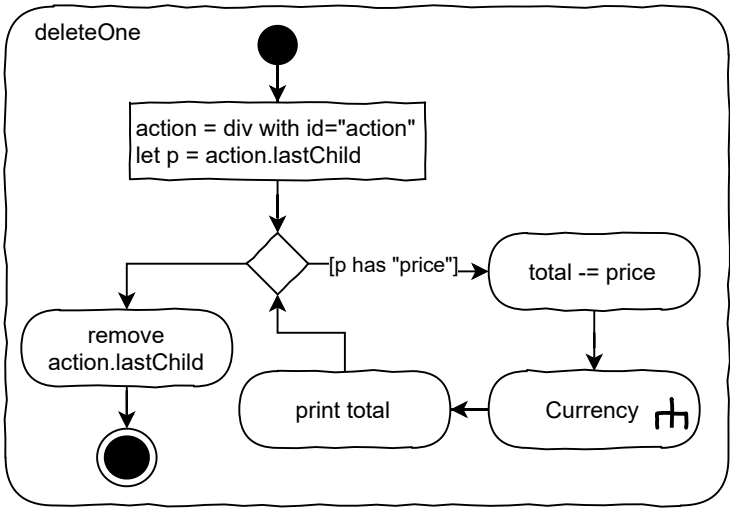 deleteOne
action = div with id="action"
let p = action.lastChild
[p has "price"]
total -= price
remove
action.lastChild
print total
Currency